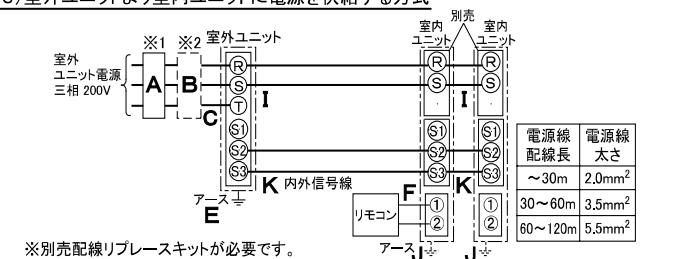 室外ユニットより室内ユニットに電源を供給する方式
※1 ※2 室外ユニット
室内ユニット
別売
室内ユニット
室外
ユニット電源
三相 200V
A
B
C
R
S
T
S1
S2
S3
I
R
S
S1
S2
S3
I
R
S
S1
S2
S3
K 内外信号線
K
アース
E
F
リモコン
①
②
①
②
アース
J
J
電源線配線長 電源線太さ
～30m 2.0mm²
30～60m 3.5mm²
60～120m 5.5mm²
※別売配線リプレースキットが必要です。